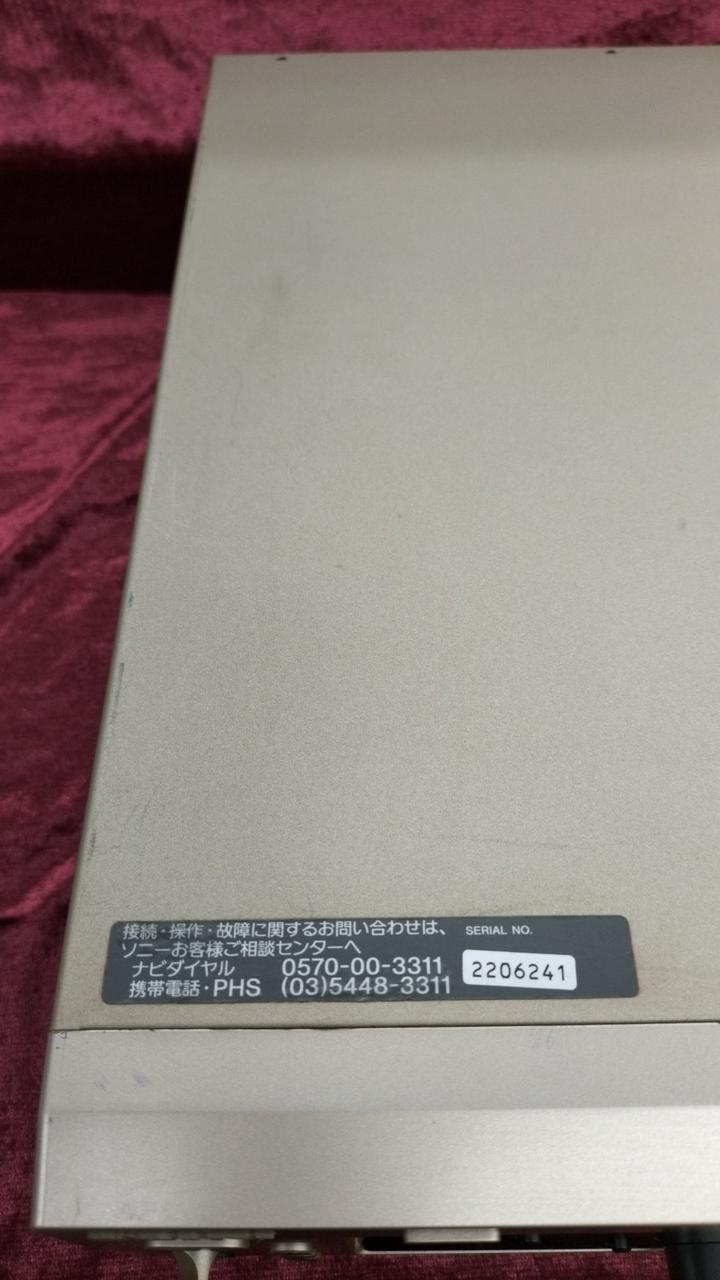 接続・操作・故障に関するお問い合わせは、
ソニーお客様ご相談センターへ
ナビダイヤル 0570-00-3311
携帯電話・PHS (03)5448-3311
SERIAL NO.
2206241